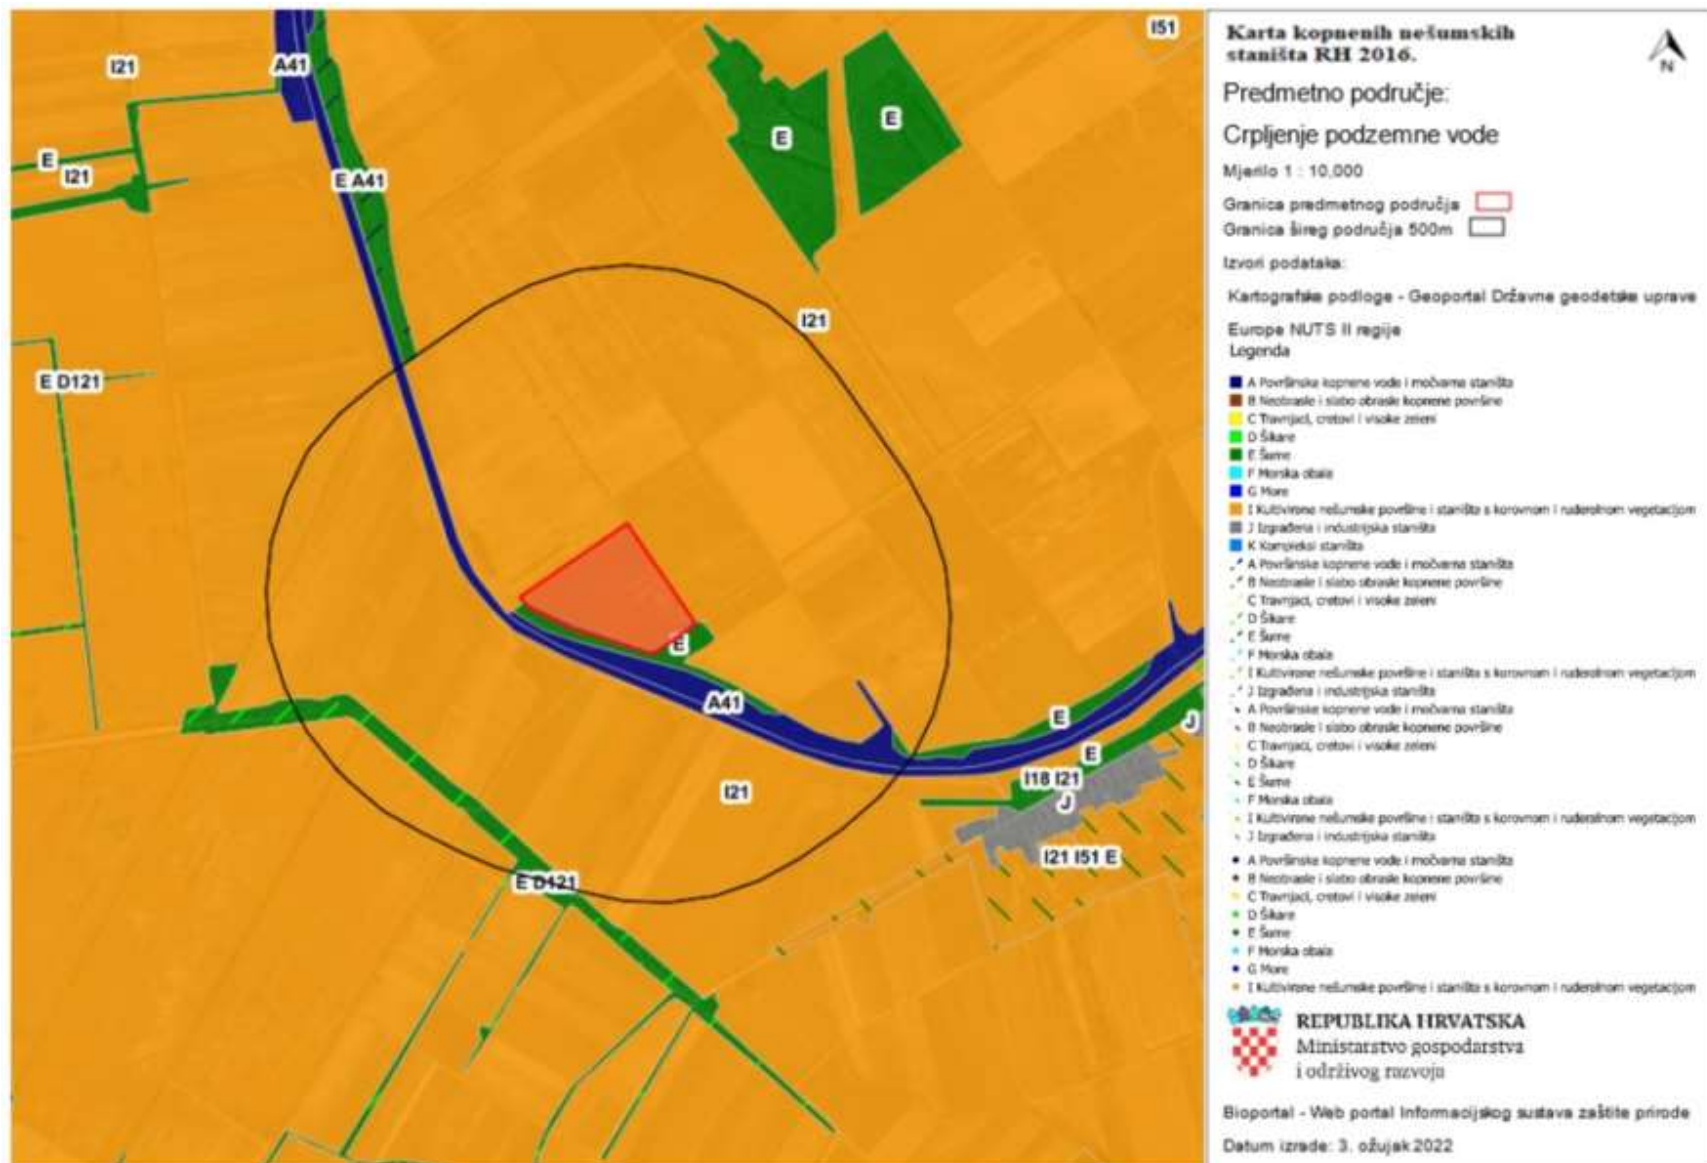 I21
A41
I51
E
E
E
I21
E A41
I21
E D121
E
A41
E
J
E
I18 I21
J
I21
I21 I51 E
E D121
Karta kopnenih nešumskih
staništa RH 2016.
N
Predmetno područje:
Crpljenje podzemne vode
Mjerilo 1 : 10,000
Granica predmetnog područja
Granica šireg područja 500m
Izvori podataka:
Kartografske podloge - Geoportal Državne geodetske uprave
Europe NUTS II regije
Legenda
A Površinske kopnene vode i močvarna staništa
B Neobrasle i slabo obrasle kopnene površine
C Travnjaci, cretovi i visoke zeleni
D Šikare
E Šume
F Morska obala
G More
I Kultivirane nešumske površine i staništa s korovnom i ruderalnom vegetacijom
J Izgrađena i industrijska staništa
K Kompleksi staništa
A Površinske kopnene vode i močvarna staništa
B Neobrasle i slabo obrasle kopnene površine
C Travnjaci, cretovi i visoke zeleni
D Šikare
E Šume
F Morska obala
I Kultivirane nešumske površine i staništa s korovnom i ruderalnom vegetacijom
J Izgrađena i industrijska staništa
A Površinske kopnene vode i močvarna staništa
B Neobrasle i slabo obrasle kopnene površine
C Travnjaci, cretovi i visoke zeleni
D Šikare
E Šume
F Morska obala
I Kultivirane nešumske površine i staništa s korovnom i ruderalnom vegetacijom
J Izgrađena i industrijska staništa
A Površinske kopnene vode i močvarna staništa
B Neobrasle i slabo obrasle kopnene površine
C Travnjaci, cretovi i visoke zeleni
D Šikare
E Šume
F Morska obala
G More
I Kultivirane nešumske površine i staništa s korovnom i ruderalnom vegetacijom
REPUBLIKA HRVATSKA
Ministarstvo gospodarstva
i održivog razvoja
Bioportal - Web portal Informacijskog sustava zaštite prirode
Datum izrade: 3. ožujak 2022